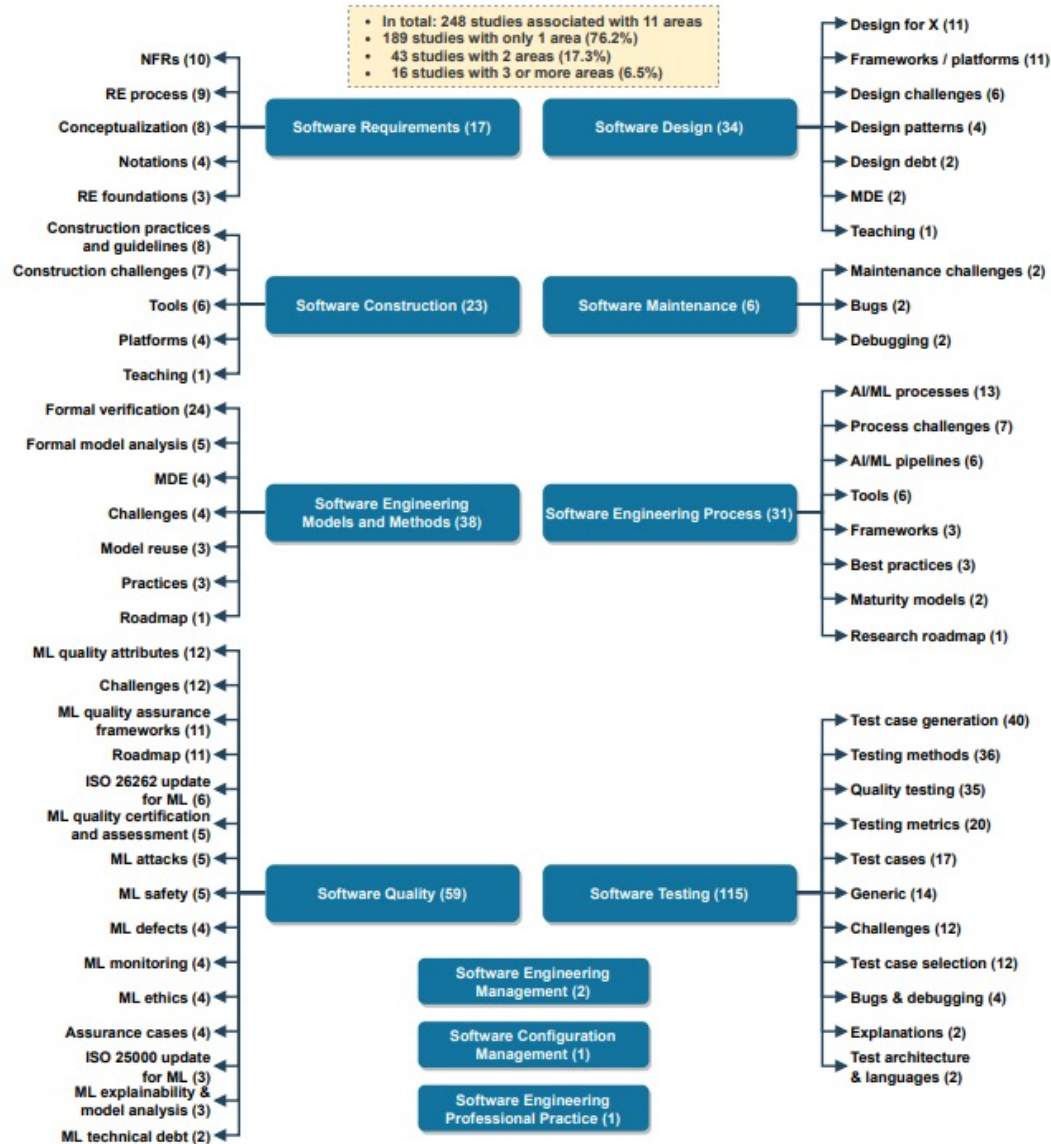 • In total: 248 studies associated with 11 areas
• 189 studies with only 1 area (76.2%)
• 43 studies with 2 areas (17.3%)
• 16 studies with 3 or more areas (6.5%)
NFRs (10)
RE process (9)
Conceptualization (8)
Notations (4)
RE foundations (3)
Software Requirements (17)
Software Design (34)
Design for X (11)
Frameworks / platforms (11)
Design challenges (6)
Design patterns (4)
Design debt (2)
MDE (2)
Teaching (1)
Construction practices
and guidelines (8)
Construction challenges (7)
Tools (6)
Platforms (4)
Teaching (1)
Software Construction (23)
Software Maintenance (6)
Maintenance challenges (2)
Bugs (2)
Debugging (2)
Formal verification (24)
Formal model analysis (5)
MDE (4)
Challenges (4)
Model reuse (3)
Practices (3)
Roadmap (1)
Software Engineering
Models and Methods (38)
Software Engineering Process (31)
AI/ML processes (13)
Process challenges (7)
AI/ML pipelines (6)
Tools (6)
Frameworks (3)
Best practices (3)
Maturity models (2)
Research roadmap (1)
ML quality attributes (12)
Challenges (12)
ML quality assurance
frameworks (11)
Roadmap (11)
ISO 26262 update
for ML (6)
ML quality certification
and assessment (5)
ML attacks (5)
ML safety (5)
ML defects (4)
ML monitoring (4)
ML ethics (4)
Assurance cases (4)
ISO 25000 update
for ML (3)
ML explainability &
model analysis (3)
ML technical debt (2)
Software Quality (59)
Software Testing (115)
Test case generation (40)
Testing methods (36)
Quality testing (35)
Testing metrics (20)
Test cases (17)
Generic (14)
Challenges (12)
Test case selection (12)
Bugs & debugging (4)
Explanations (2)
Test architecture
& languages (2)
Software Engineering
Management (2)
Software Configuration
Management (1)
Software Engineering
Professional Practice (1)